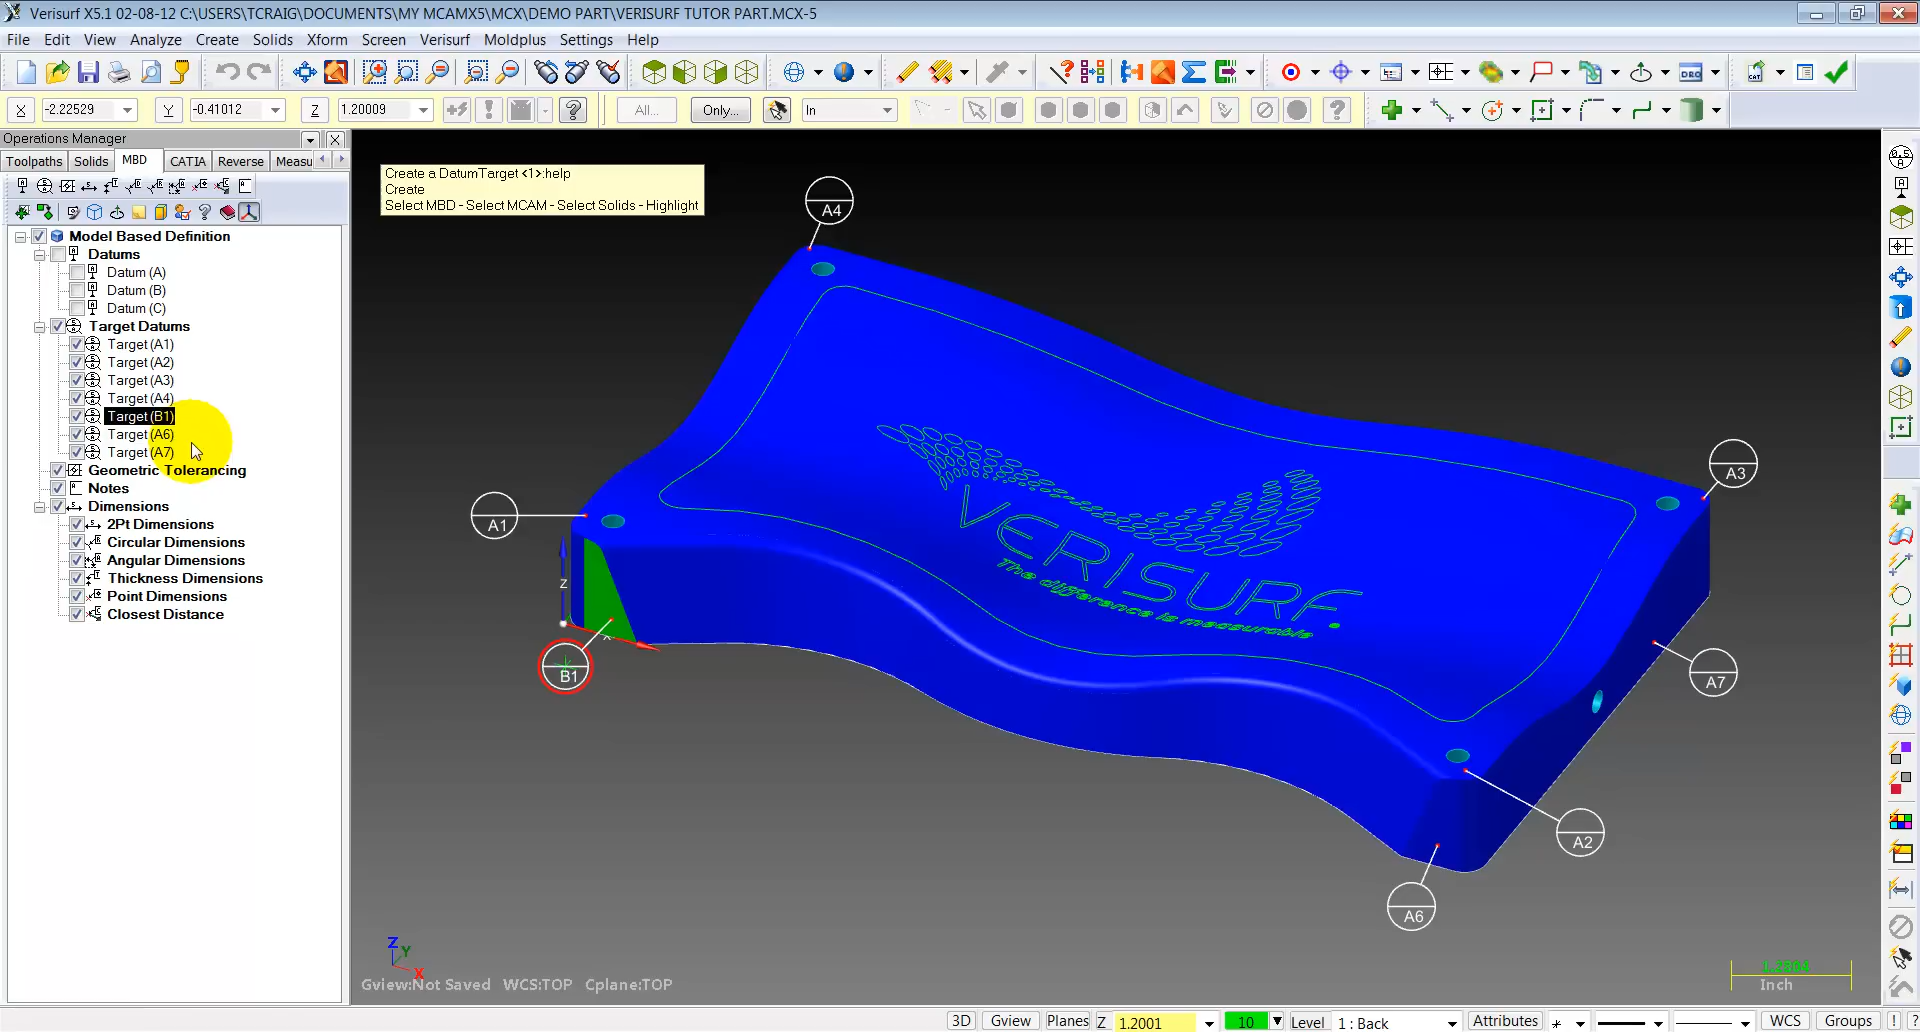 Verisurf X5.1 02-08-12 C:\USERS\TCRAIG\DOCUMENTS\MY MCAMX5\MCX\DEMO PART\VERISURF TUTOR PART.MCX-5
File Edit View Analyze Create Solids Xform Screen Verisurf Moldplus Settings Help
X -2.22529 Y -0.41012 Z 1.20009 All... Only... In
Operations Manager
Toolpaths Solids MBD CATIA Reverse Measu
Model Based Definition
Datums
Datum (A)
Datum (B)
Datum (C)
Target Datums
Target (A1)
Target (A2)
Target (A3)
Target (A4)
Target (B1)
Target (A6)
Target (A7)
Geometric Tolerancing
Notes
Dimensions
2Pt Dimensions
Circular Dimensions
Angular Dimensions
Thickness Dimensions
Point Dimensions
Closest Distance
Create a DatumTarget <1>:help
Create
Select MBD - Select MCAM - Select Solids - Highlight
A4
A3
A1
VERISURF
The difference is measurable
Z
X
B1
A7
A2
A6
Z
Y
X
Gview:Not Saved WCS:TOP Cplane:TOP
Inch
3D Gview Planes Z 1.2001 10 Level 1 : Back Attributes WCS Groups ! ?